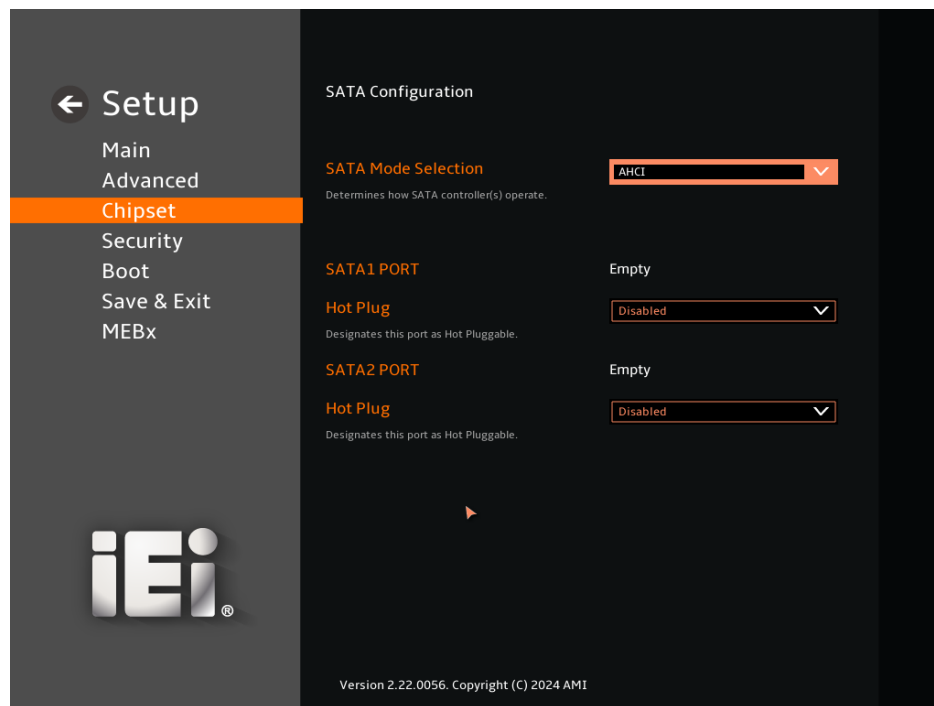 Setup
Main
Advanced
Chipset
Security
Boot
Save & Exit
MEBx
iEi®
SATA Configuration
SATA Mode Selection
AHCI
Determines how SATA controller(s) operate.
SATA1 PORT
Empty
Hot Plug
Disabled
Designates this port as Hot Pluggable.
SATA2 PORT
Empty
Hot Plug
Disabled
Designates this port as Hot Pluggable.
Version 2.22.0056. Copyright (C) 2024 AMI